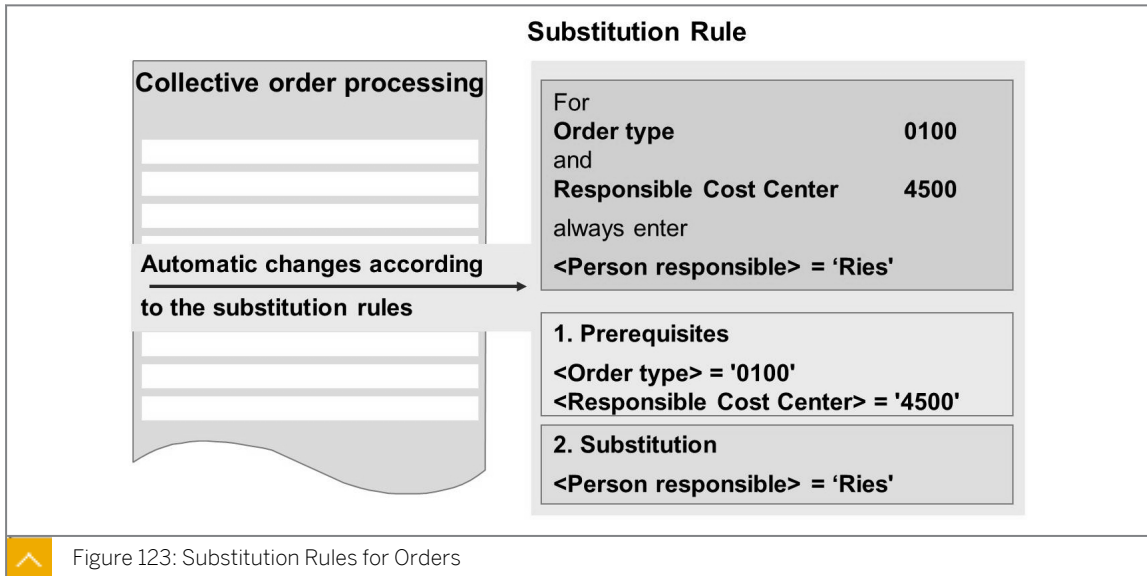 Substitution Rule
Collective order processing
Automatic changes according
to the substitution rules
For
Order type 0100
and
Responsible Cost Center 4500
always enter
<Person responsible> = ‘Ries'
1. Prerequisites
<Order type> = '0100'
<Responsible Cost Center> = '4500'
2. Substitution
<Person responsible> = ‘Ries'
Figure 123: Substitution Rules for Orders